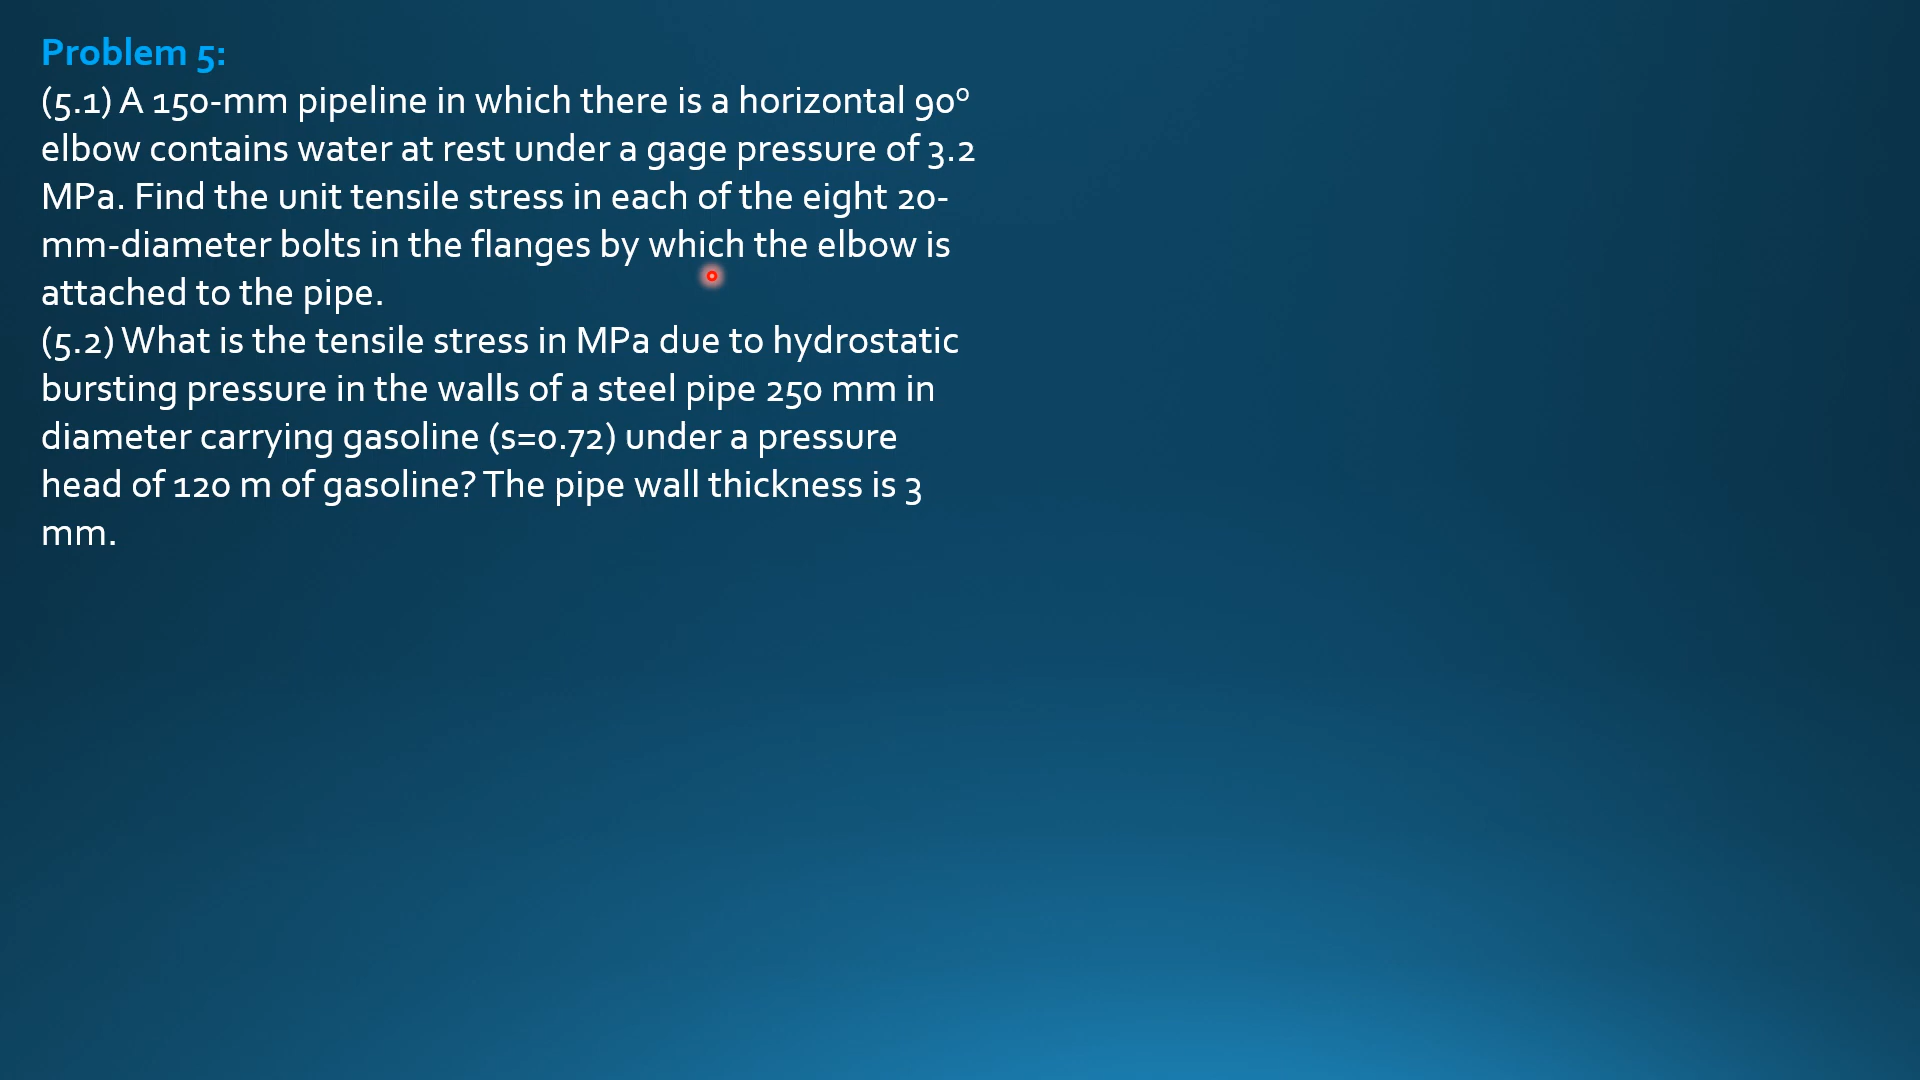 Problem 5:
(5.1) A 150-mm pipeline in which there is a horizontal 90⁰
elbow contains water at rest under a gage pressure of 3.2
MPa. Find the unit tensile stress in each of the eight 20-
mm-diameter bolts in the flanges by which the elbow is
attached to the pipe.
(5.2) What is the tensile stress in MPa due to hydrostatic
bursting pressure in the walls of a steel pipe 250 mm in
diameter carrying gasoline (s=0.72) under a pressure
head of 120 m of gasoline? The pipe wall thickness is 3
mm.